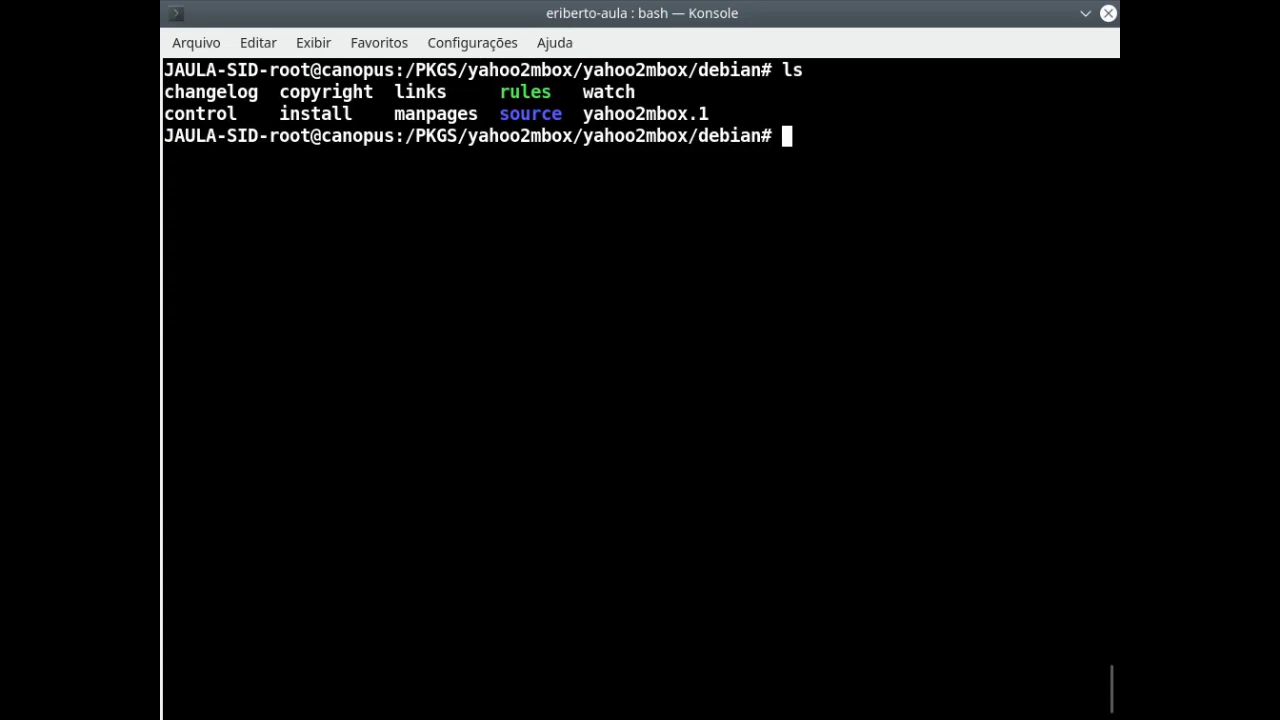 eriberto-aula : bash — Konsole
Arquivo Editar Exibir Favoritos Configurações Ajuda
JAULA-SID-root@canopus:/PKGS/yahoo2mbox/yahoo2mbox/debian# ls
changelog copyright links rules watch
control install manpages source yahoo2mbox.1
JAULA-SID-root@canopus:/PKGS/yahoo2mbox/yahoo2mbox/debian#